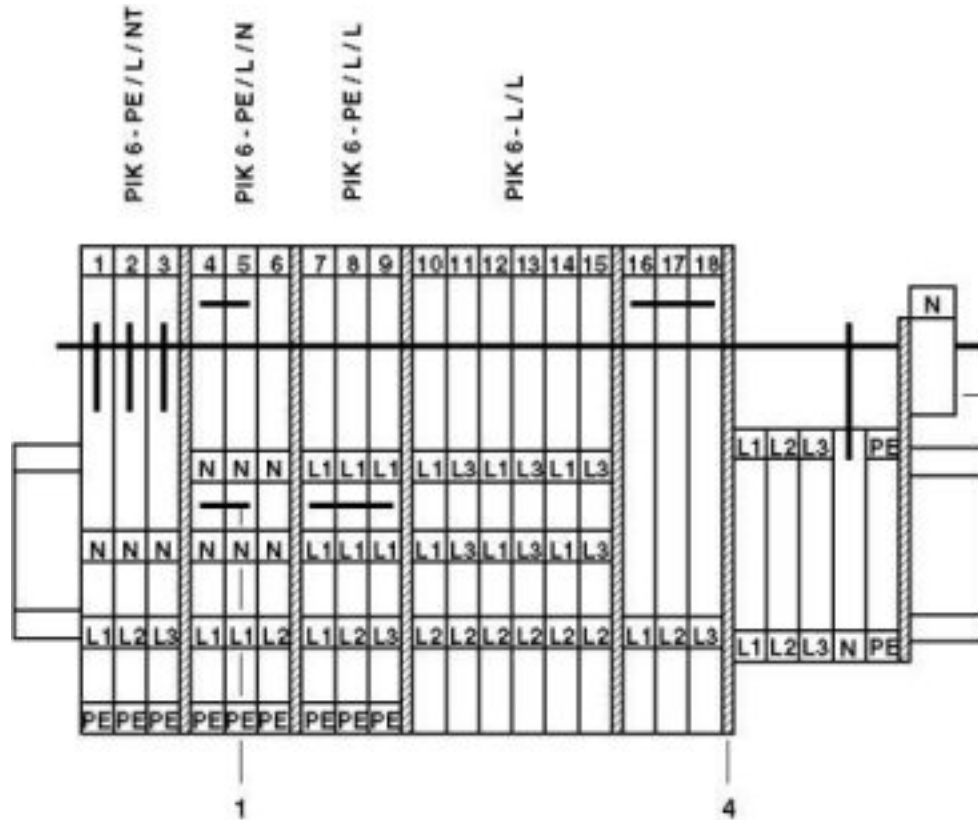 PIK 6 - PE / L / NT
PIK 6 - PE / L / N
PIK 6 - PE / L / L
PIK 6 - L / L
1 2 3 4 5 6 7 8 9 10 11 12 13 14 15 16 17 18
N
N N N L1 L1 L1 L1 L3 L1 L3 L1 L3 L1 L2 L3 PE
N N N N N N L1 L1 L1 L1 L3 L1 L3 L1 L3
L1 L2 L3 L1 L1 L2 L1 L2 L3 L2 L2 L2 L2 L2 L2 L1 L2 L3 L1 L2 L3 N PE
PE PE PE PE PE PE PE PE PE
1 4